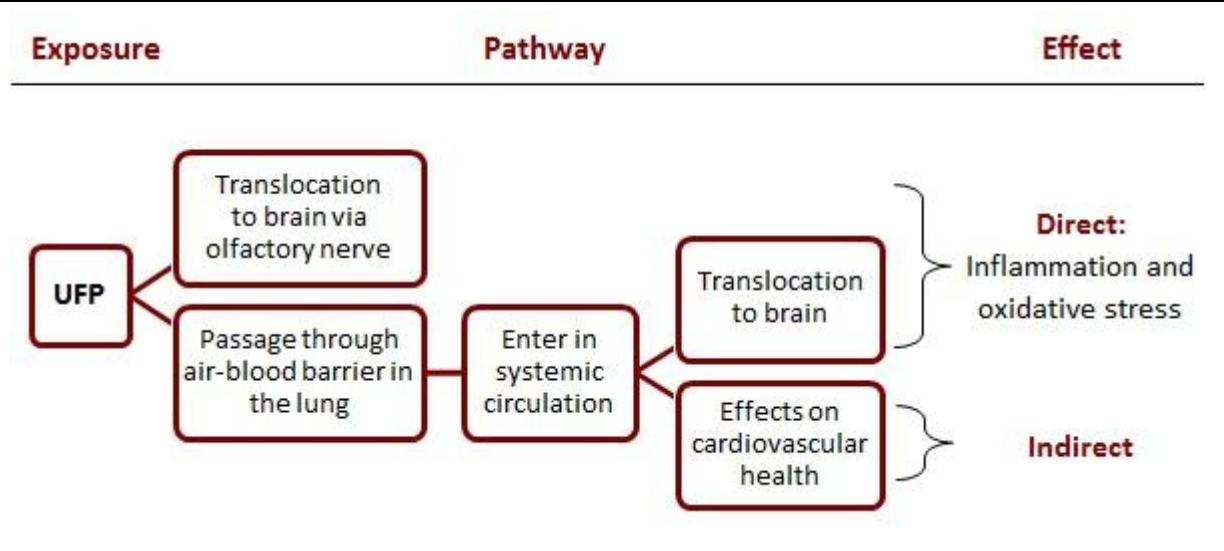 Exposure
Pathway
Effect
Translocation
to brain via
olfactory nerve
UFP
Passage through
air-blood barrier in
the lung
Enter in
systemic
circulation
Translocation
to brain
Effects on
cardiovascular
health
Direct:
Inflammation and
oxidative stress
Indirect